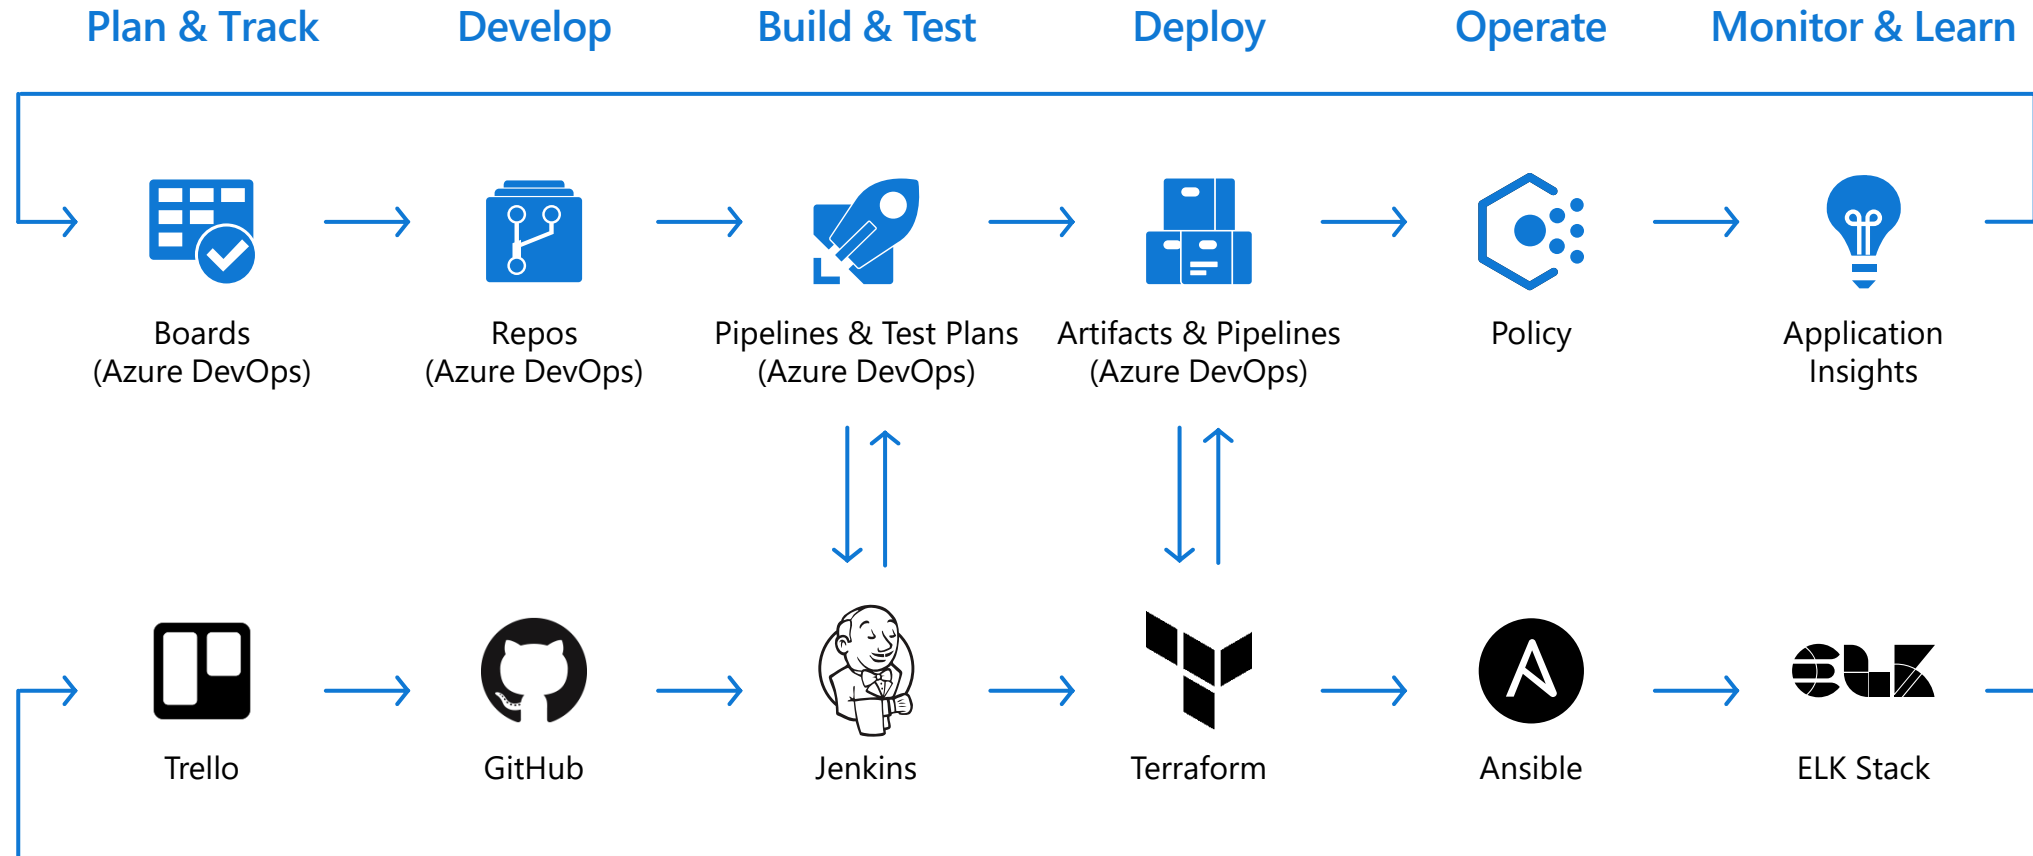 Plan & Track
Develop
Build & Test
Deploy
Operate
Monitor & Learn
Boards
(Azure DevOps)
Repos
(Azure DevOps)
Pipelines & Test Plans
(Azure DevOps)
Artifacts & Pipelines
(Azure DevOps)
Policy
Application
Insights
ELK
Trello
GitHub
Jenkins
Terraform
Ansible
ELK Stack